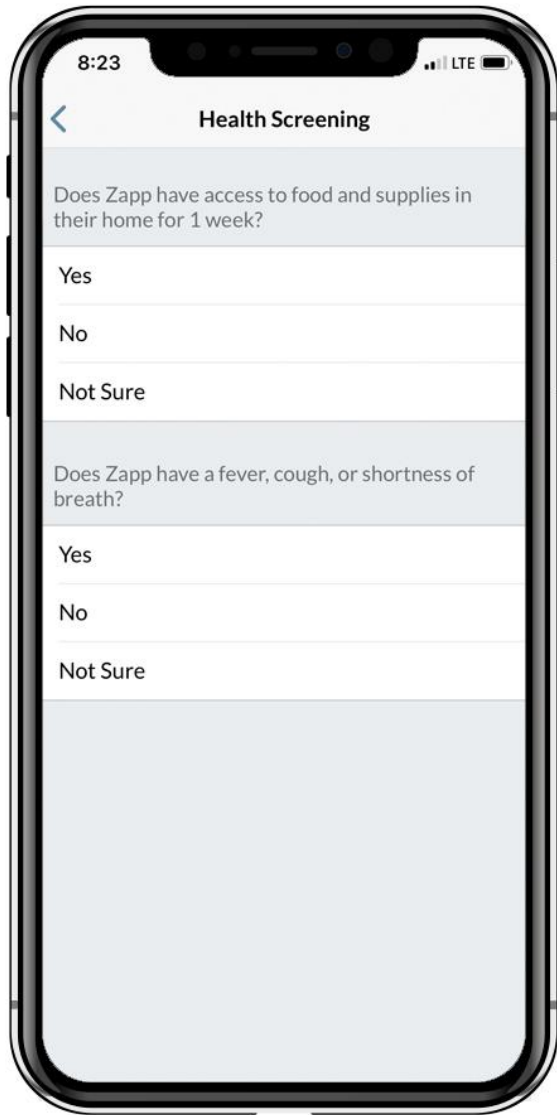 8:23
LTE
Health Screening
Does Zapp have access to food and supplies in
their home for 1 week?
Yes
No
Not Sure
Does Zapp have a fever, cough, or shortness of
breath?
Yes
No
Not Sure